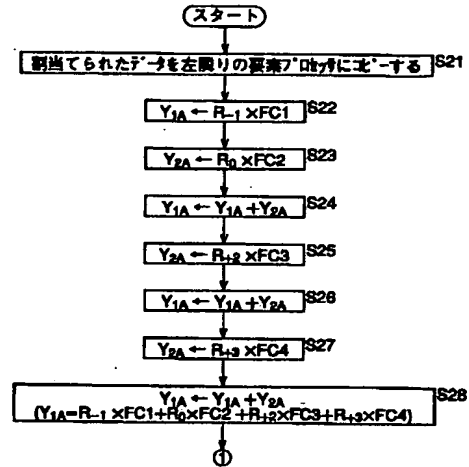 スタート
割当てられたデータを左隣りの要素プロセッサにコピーする S21
Y1A ← R-1 ×FC1 S22
Y2A ← R0 ×FC2 S23
Y1A ← Y1A +Y2A S24
Y2A ← R+2 ×FC3 S25
Y1A ← Y1A +Y2A S26
Y2A ← R+3 ×FC4 S27
Y1A ← Y1A +Y2A S28
(Y1A=R-1 ×FC1+R0×FC2 +R+2×FC3+R+3×FC4)
①